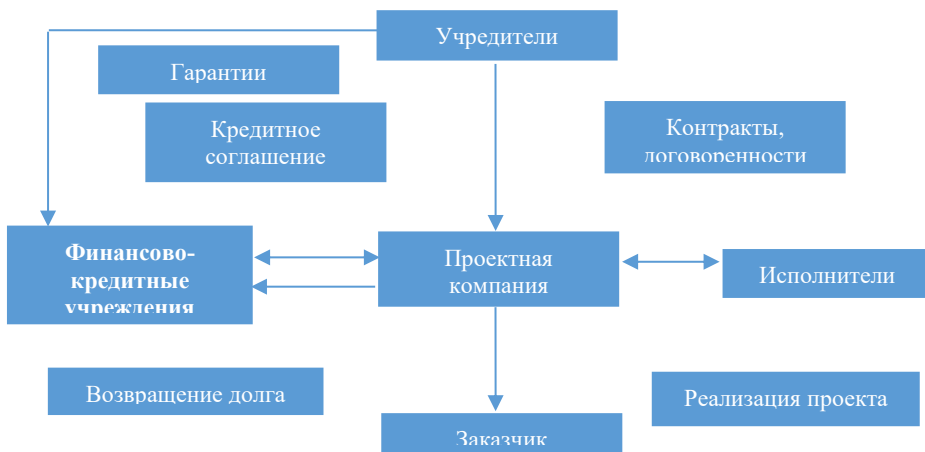 Учредители
Гарантии
Кредитное
соглашение
Контракты,
договоренности
Финансово-
кредитные
учреждения
Проектная
компания
Исполнители
Возвращение долга
Реализация проекта
Заказчик